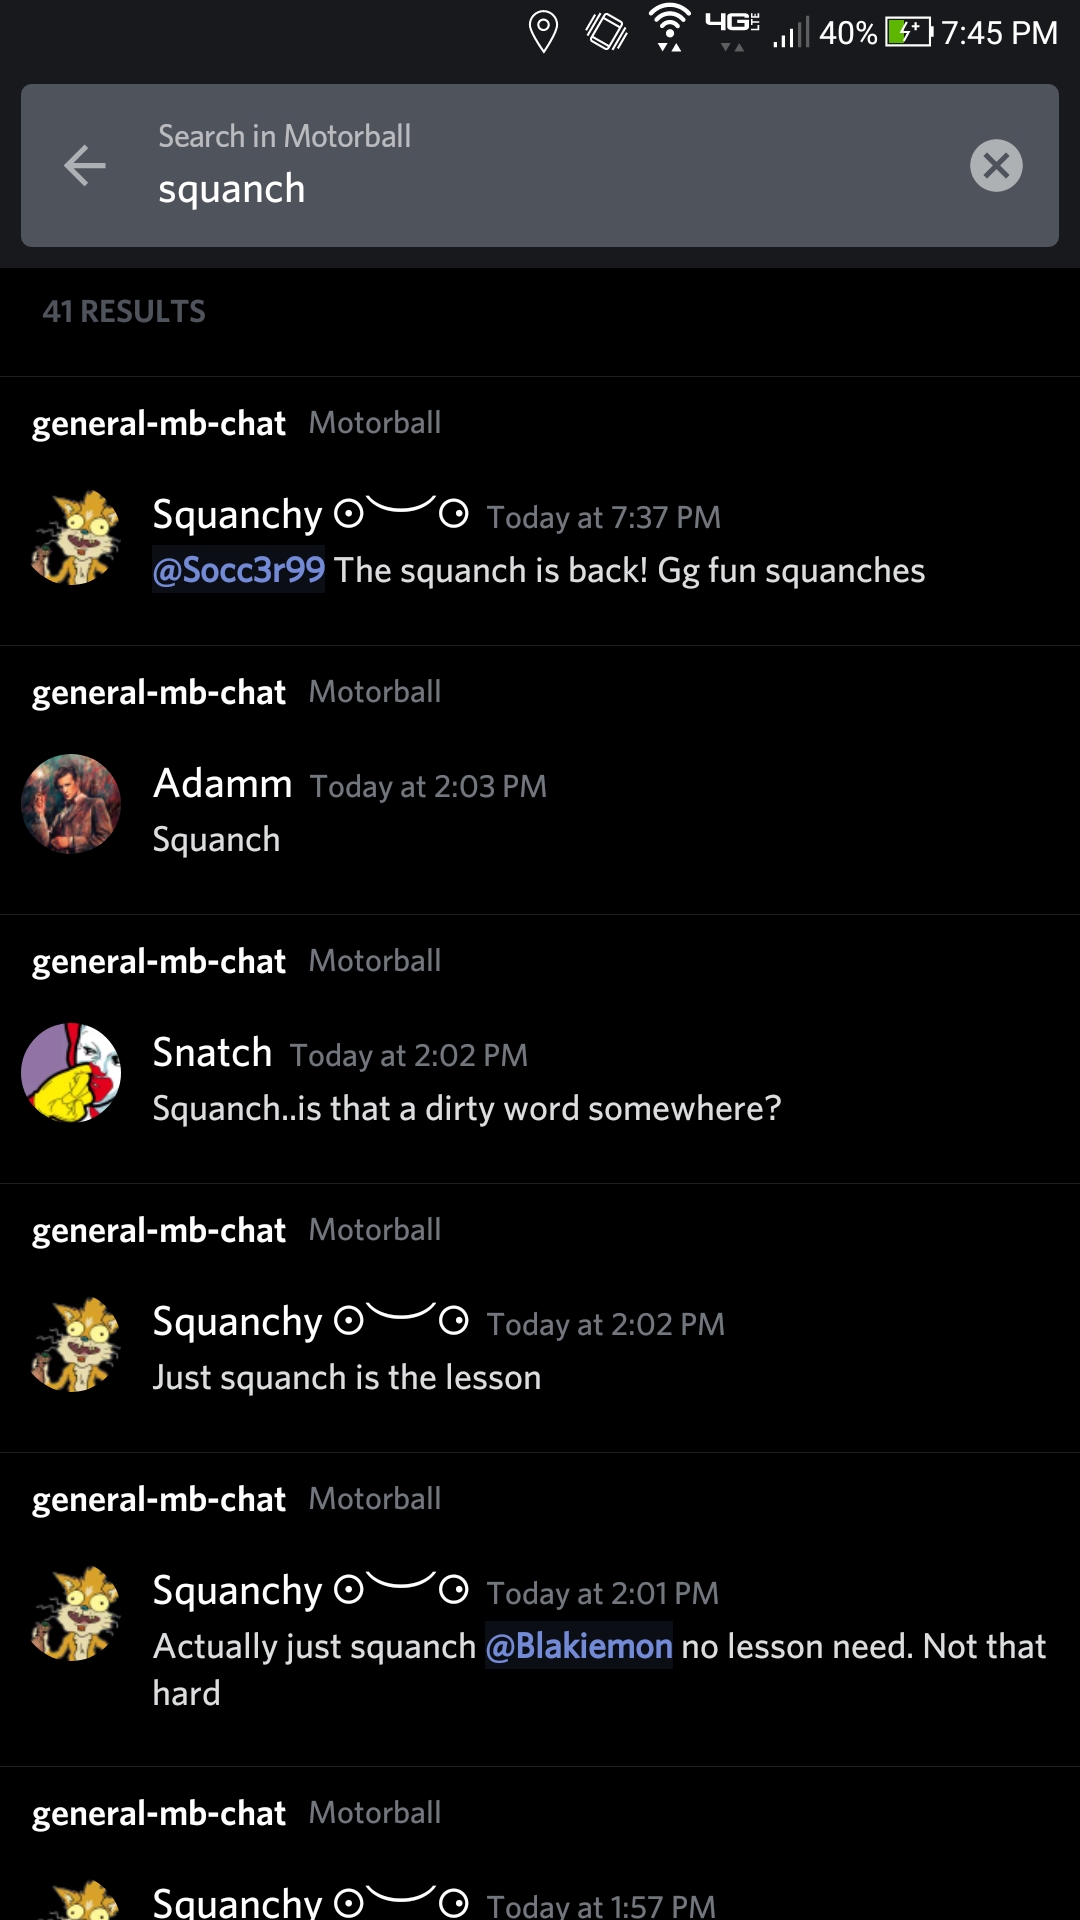 4G LTE 40% 7:45 PM
Search in Motorball
squanch
41 RESULTS
general-mb-chat Motorball
Squanchy ⊙︶⊙ Today at 7:37 PM
@Socc3r99 The squanch is back! Gg fun squanches
general-mb-chat Motorball
Adamm Today at 2:03 PM
Squanch
general-mb-chat Motorball
Snatch Today at 2:02 PM
Squanch..is that a dirty word somewhere?
general-mb-chat Motorball
Squanchy ⊙︶⊙ Today at 2:02 PM
Just squanch is the lesson
general-mb-chat Motorball
Squanchy ⊙︶⊙ Today at 2:01 PM
Actually just squanch @Blakiemon no lesson need. Not that
hard
general-mb-chat Motorball
Squanchy ⊙︶⊙ Today at 1:57 PM